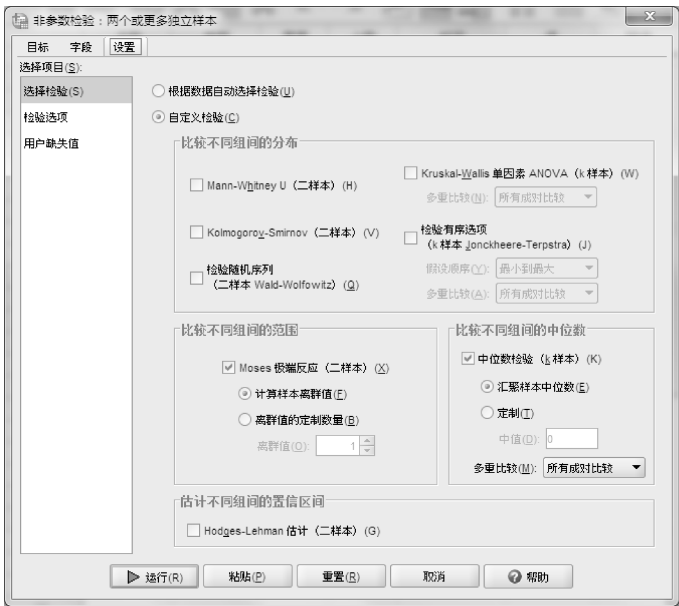 非参数检验：两个或更多独立样本
目标 字段 设置
选择项目(S):
选择检验(S)
检验选项
用户缺失值
根据数据自动选择检验(U)
自定义检验(C)
比较不同组间的分布
Mann-Whitney U（二样本）(H)
Kruskal-Wallis 单因素 ANOVA（k 样本）(W)
多重比较(N): 所有成对比较
Kolmogorov-Smirnov（二样本）(V)
检验有序选项
（k 样本 Jonckheere-Terpstra）(J)
假设顺序(Y): 最小到最大
多重比较(A): 所有成对比较
检验随机序列
（二样本 Wald-Wolfowitz）(Q)
比较不同组间的范围
Moses 极端反应（二样本）(X)
计算样本离群值(F)
离群值的定制数量(B)
离群值(O): 1
比较不同组间的中位数
中位数检验（k 样本）(K)
汇聚样本中位数(E)
定制(T)
中值(D): 0
多重比较(M): 所有成对比较
估计不同组间的置信区间
Hodges-Lehman 估计（二样本）(G)
运行(R) 粘贴(P) 重置(R) 取消 帮助